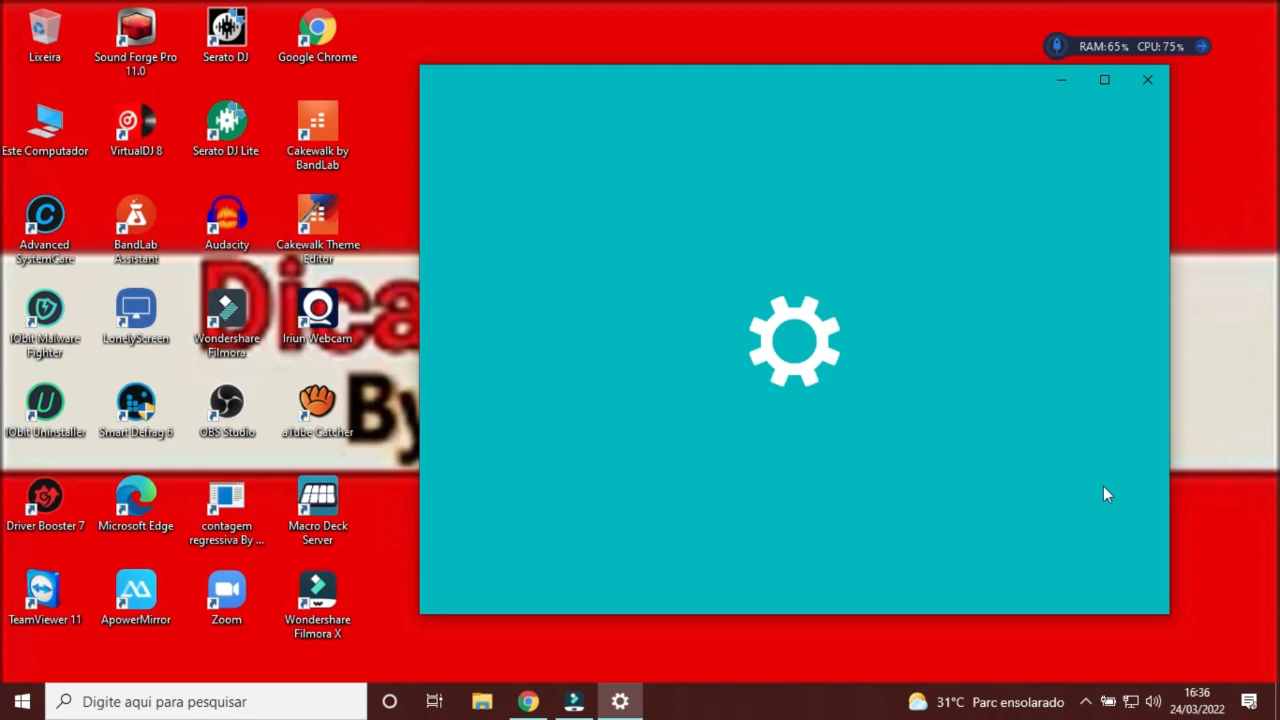 Lixeira
Sound Forge Pro
11.0
Serato DJ
Google Chrome
RAM:65% CPU:75%
Este Computador
VirtualDJ 8
Serato DJ Lite
Cakewalk by
BandLab
Advanced
SystemCare
BandLab
Assistant
Audacity
Cakewalk Theme
Editor
Dica
IObit Malware
Fighter
LonelyScreen
Wondershare
Filmora
Iriun Webcam
By
IObit Uninstaller
Smart Defrag 6
OBS Studio
aTube Catcher
Driver Booster 7
Microsoft Edge
contagem
regressiva By ...
Macro Deck
Server
TeamViewer 11
ApowerMirror
Zoom
Wondershare
Filmora X
Digite aqui para pesquisar
31°C Parc ensolarado
16:36
24/03/2022